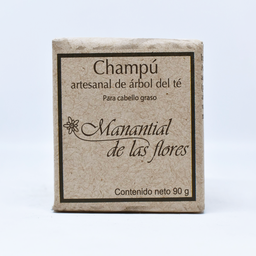 Champú
artesanal de árbol del té
Para cabello graso
Manantial
de las flores
Contenido neto 90 g